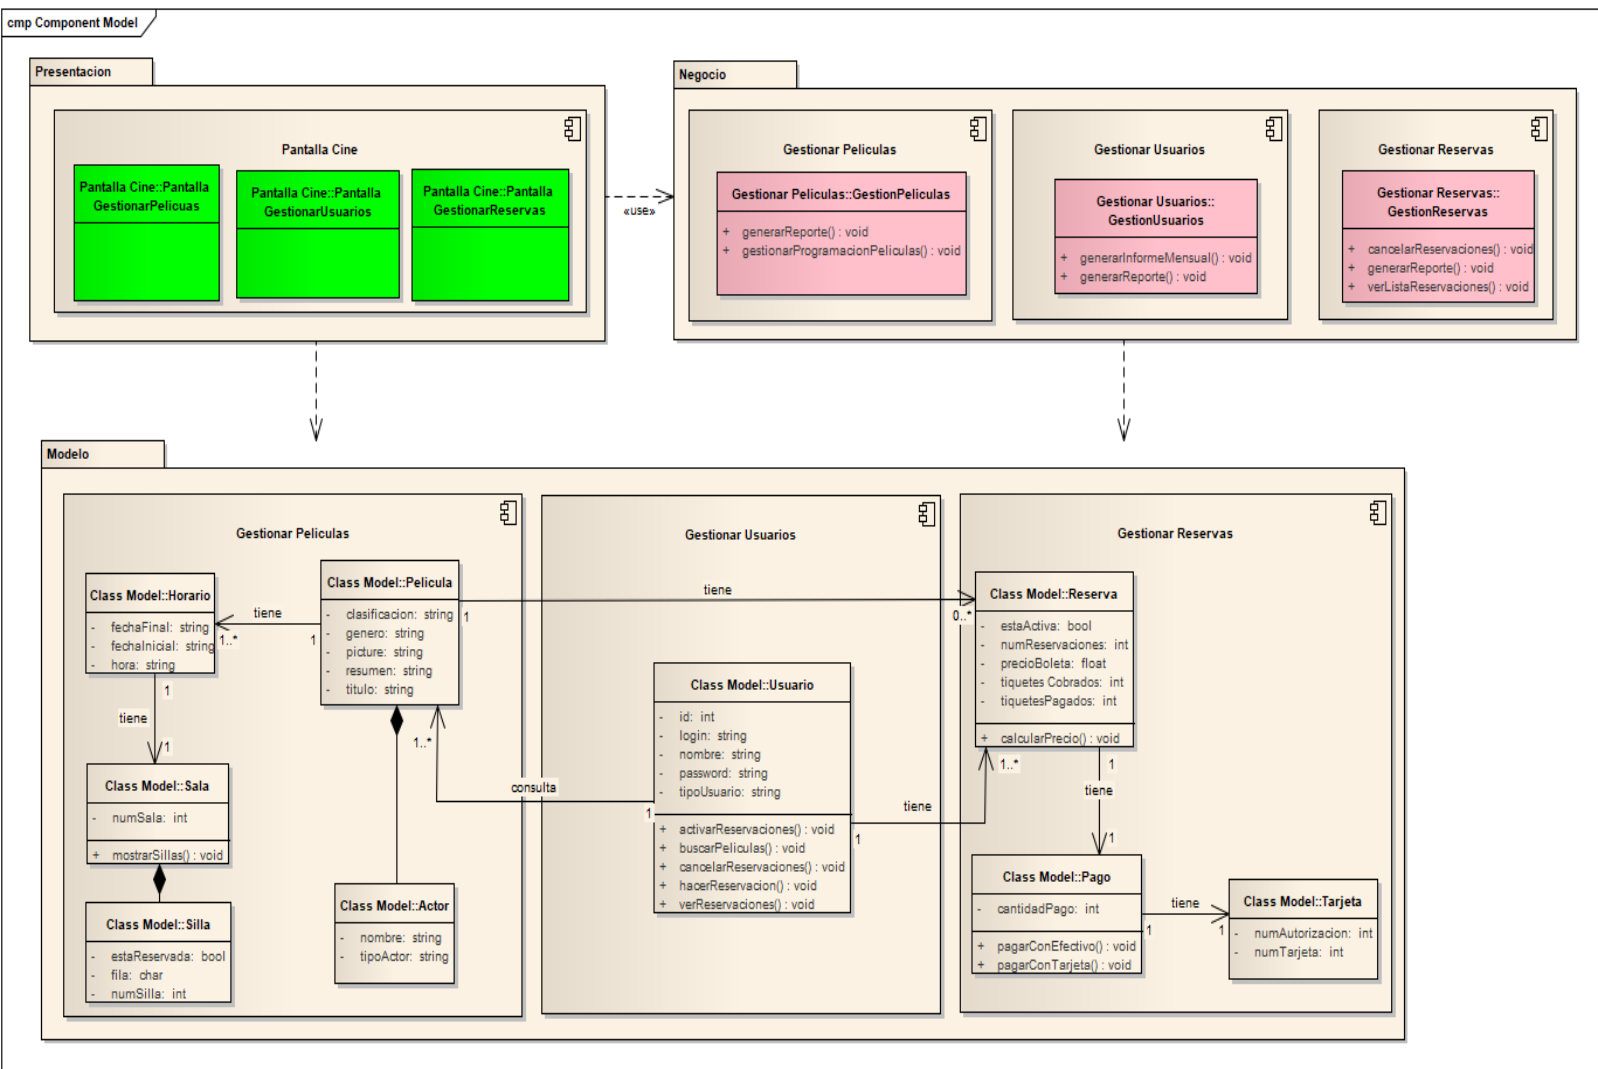 cmp Component Model
Presentacion
Pantalla Cine
Pantalla Cine::Pantalla
GestionarPelicuas
Pantalla Cine::Pantalla
GestionarUsuarios
Pantalla Cine::Pantalla
GestionarReservas
«use»
Negocio
Gestionar Peliculas
Gestionar Peliculas::GestionPeliculas
+ generarReporte() : void
+ gestionarProgramacionPeliculas() : void
Gestionar Usuarios
Gestionar Usuarios::
GestionUsuarios
+ generarInformeMensual() : void
+ generarReporte() : void
Gestionar Reservas
Gestionar Reservas::
GestionReservas
+ cancelarReservaciones() : void
+ generarReporte() : void
+ verListaReservaciones() : void
Modelo
Gestionar Peliculas
Class Model::Horario
- fechaFinal: string
- fechaInicial: string
- hora: string
tiene
1..*
1
Class Model::Pelicula
- clasificacion: string
- genero: string
- picture: string
- resumen: string
- titulo: string
1
tiene
0..*
1
tiene
1
Class Model::Sala
- numSala: int
+ mostrarSillas() : void
Class Model::Silla
- estaReservada: bool
- fila: char
- numSilla: int
1..*
consulta
1
Class Model::Actor
- nombre: string
- tipoActor: string
Gestionar Usuarios
Class Model::Usuario
- id: int
- login: string
- nombre: string
- password: string
- tipoUsuario: string
+ activarReservaciones() : void
+ buscarPeliculas() : void
+ cancelarReservaciones() : void
+ hacerReservacion() : void
+ verReservaciones() : void
1
tiene
1..*
Gestionar Reservas
Class Model::Reserva
- estaActiva: bool
- numReservaciones: int
- precioBoleta: float
- tiquetes Cobrados: int
- tiquetesPagados: int
+ calcularPrecio() : void
1
tiene
1
Class Model::Pago
- cantidadPago: int
+ pagarConEfectivo() : void
+ pagarConTarjeta() : void
1
tiene
1
Class Model::Tarjeta
- numAutorizacion: int
- numTarjeta: int